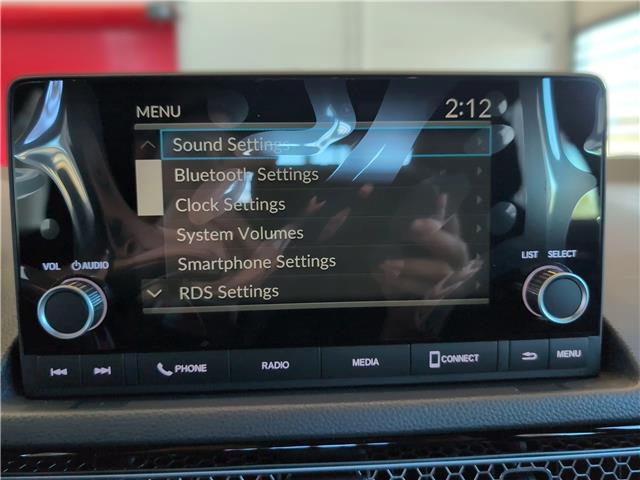 MENU 2:12
Sound Settings
Bluetooth Settings
Clock Settings
System Volumes
Smartphone Settings
RDS Settings
VOL AUDIO LIST SELECT
PHONE RADIO MEDIA CONNECT MENU